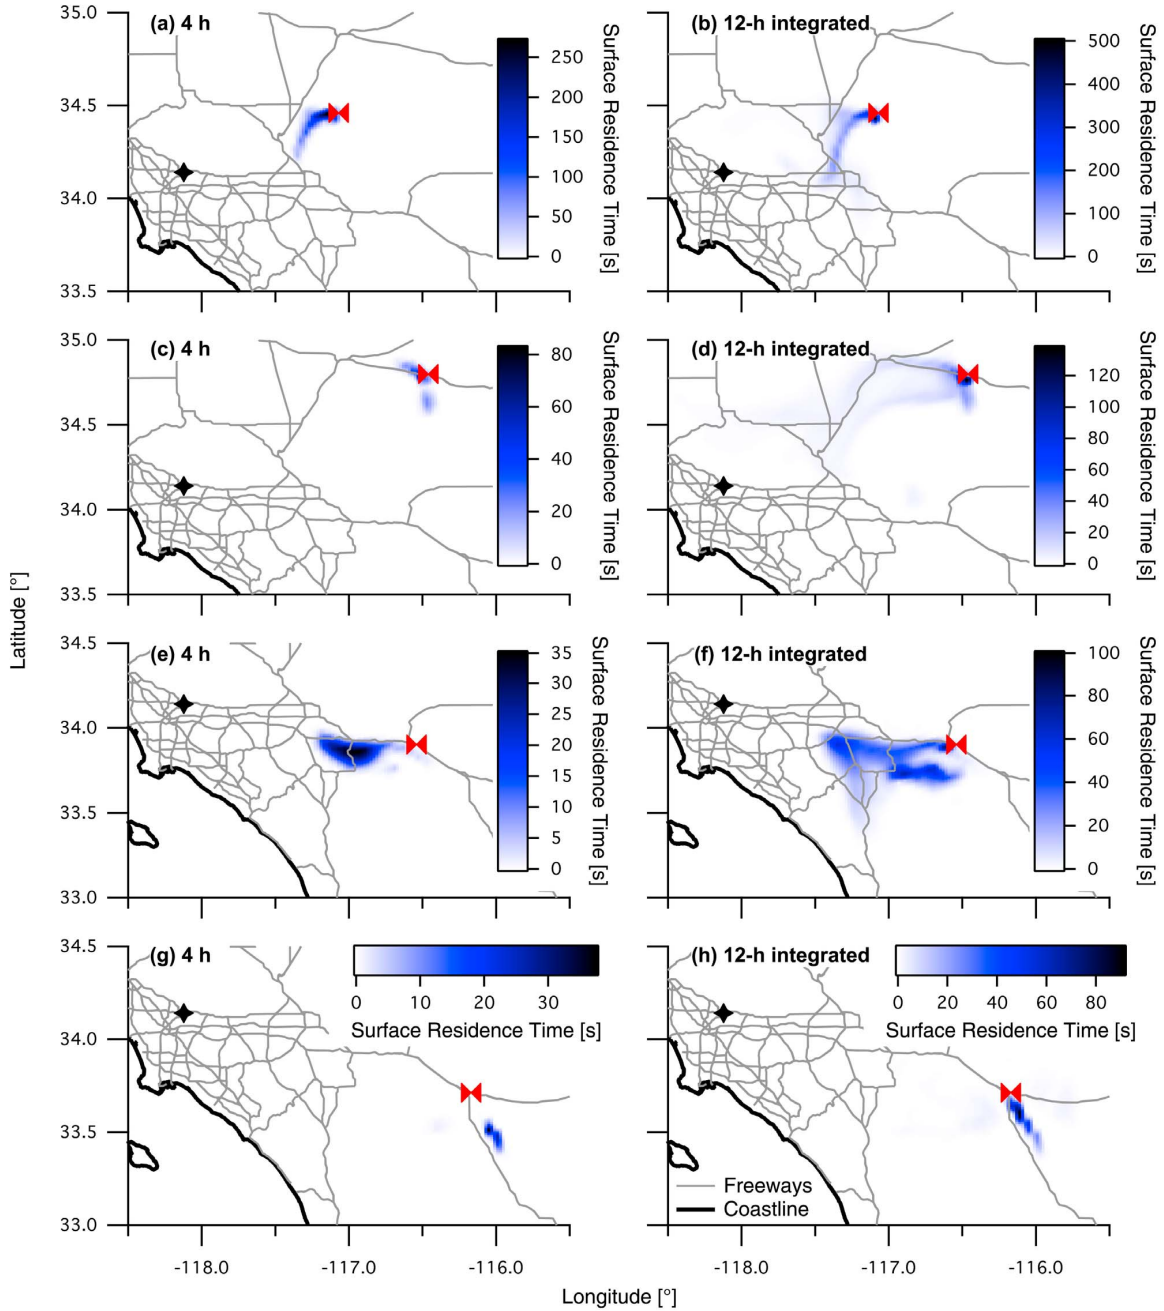 (a) 4 h
35.0
34.5
34.0
33.5
250
200
150
100
50
0
Surface Residence Time [s]
(b) 12-h integrated
500
400
300
200
100
0
Surface Residence Time [s]
(c) 4 h
35.0
34.5
34.0
33.5
80
60
40
20
0
Surface Residence Time [s]
(d) 12-h integrated
120
100
80
60
40
20
0
Surface Residence Time [s]
Latitude [°]
(e) 4 h
34.5
34.0
33.5
33.0
35
30
25
20
15
10
5
0
Surface Residence Time [s]
(f) 12-h integrated
100
80
60
40
20
0
Surface Residence Time [s]
(g) 4 h
34.5
34.0
33.5
33.0
0 10 20 30
Surface Residence Time [s]
(h) 12-h integrated
0 20 40 60 80
Surface Residence Time [s]
Freeways
Coastline
-118.0 -117.0 -116.0
-118.0 -117.0 -116.0
Longitude [°]